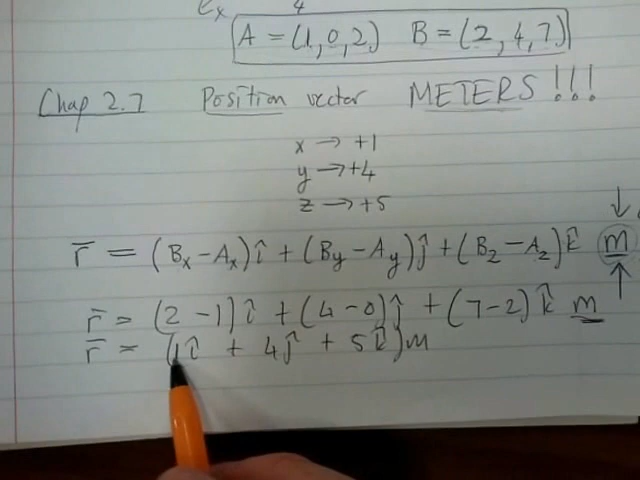 ex 4
A = (1, 0, 2) B = (2, 4, 7)
Chap 2.7 Position vector METERS!!!
x → +1
y → +4
z → +5
r̄ = (Bx - Ax)î + (By - Ay)ĵ + (Bz - Az)k̂ m
r̄ = (2 - 1)î + (4 - 0)ĵ + (7 - 2)k̂ m
r̄ = (1î + 4ĵ + 5k̂)m